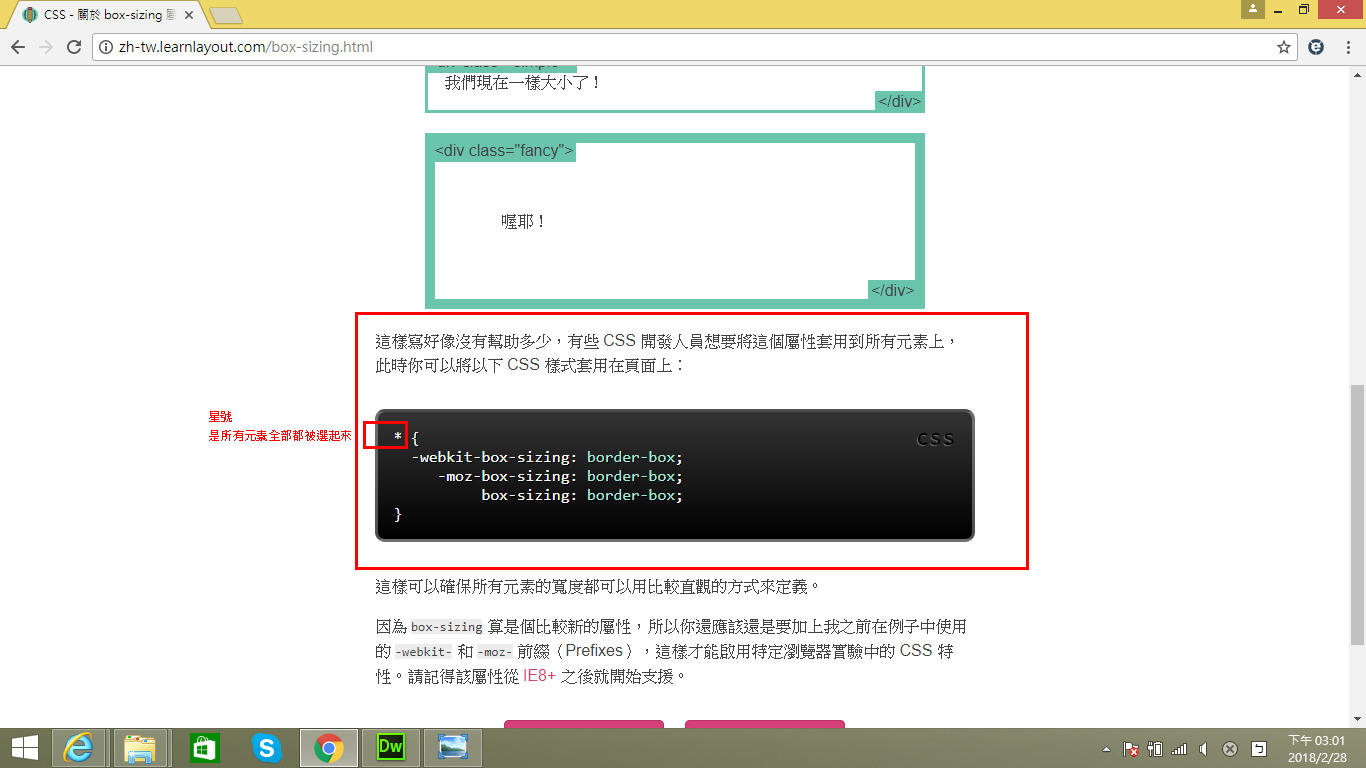 CSS - 關於 box-sizing
zh-tw.learnlayout.com/box-sizing.html
我們現在一樣大小了！
</div>
<div class="fancy">
喔耶！
</div>
這樣寫好像沒有幫助多少，有些 CSS 開發人員想要將這個屬性套用到所有元素上，
此時你可以將以下 CSS 樣式套用在頁面上：
星號
是所有元素全部都被選起來
CSS
* {
-webkit-box-sizing: border-box;
-moz-box-sizing: border-box;
box-sizing: border-box;
}
這樣可以確保所有元素的寬度都可以用比較直觀的方式來定義。
因為 box-sizing 算是個比較新的屬性，所以你還應該還是要加上我之前在例子中使用
的 -webkit- 和 -moz- 前綴（Prefixes），這樣才能啟用特定瀏覽器實驗中的 CSS 特
性。請記得該屬性從 IE8+ 之後就開始支援。
Dw
下午 03:01
2018/2/28